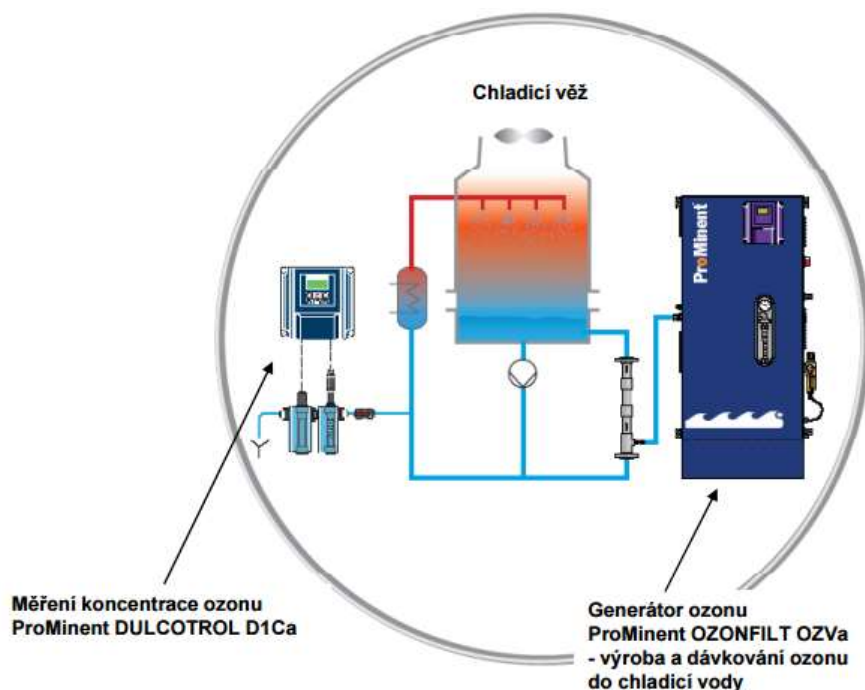 Chladicí věž
ProMinent
Měření koncentrace ozonu
ProMinent DULCOTROL D1Ca
Generátor ozonu
ProMinent OZONFILT OZVa
- výroba a dávkování ozonu
do chladicí vody